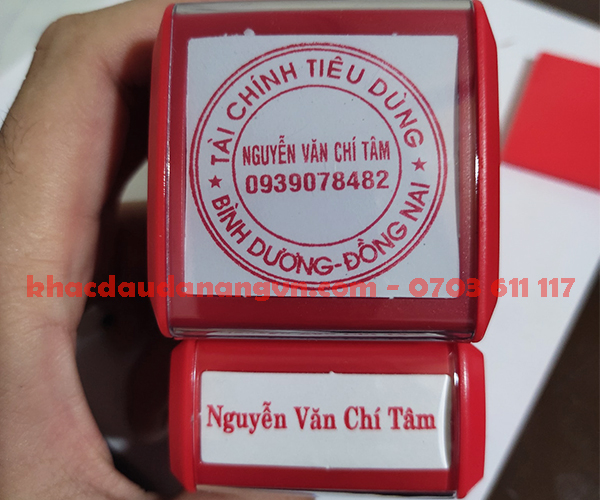 ★ TÀI CHÍNH TIÊU DÙNG ★
NGUYỄN VĂN CHÍ TÂM
0939078482
BÌNH DƯƠNG-ĐỒNG NAI
khacdaudanangvn.com - 0703 611 117
Nguyễn Văn Chí Tâm